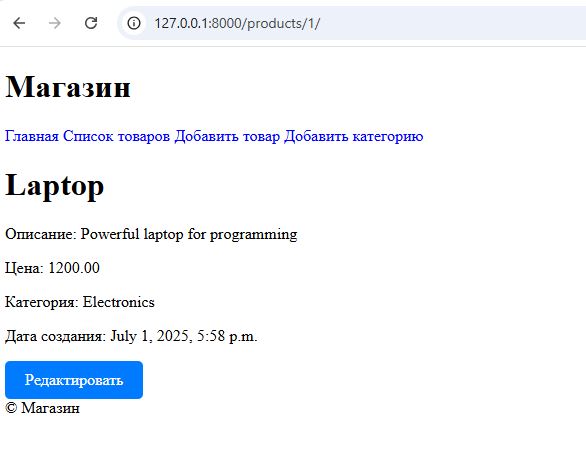 127.0.0.1:8000/products/1/
Магазин
Главная Список товаров Добавить товар Добавить категорию
Laptop
Описание: Powerful laptop for programming
Цена: 1200.00
Категория: Electronics
Дата создания: July 1, 2025, 5:58 p.m.
Редактировать
© Магазин